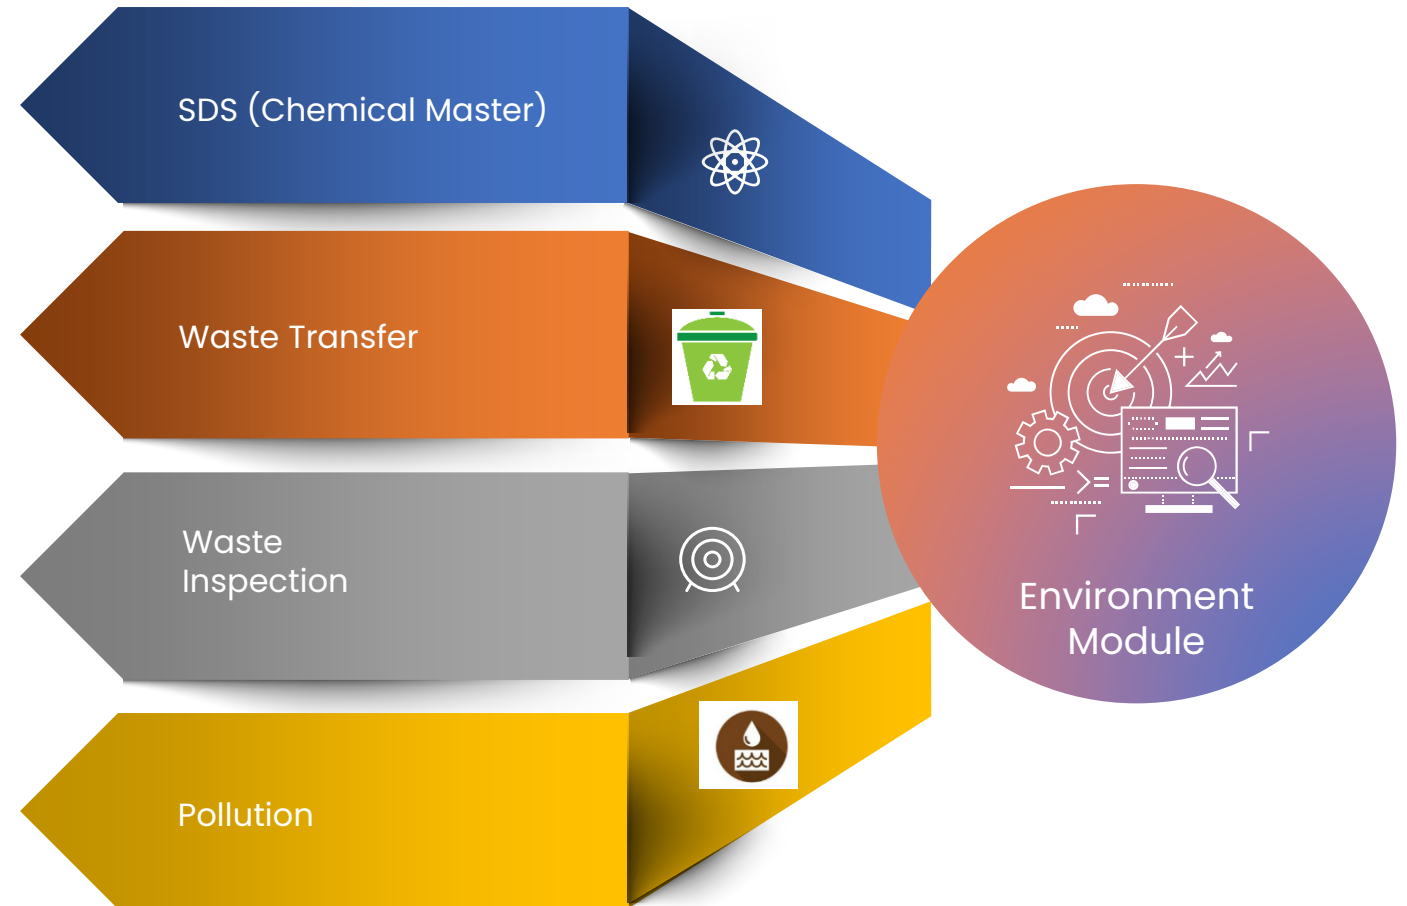 SDS (Chemical Master)
Waste Transfer
Waste
Inspection
Pollution
Environment
Module